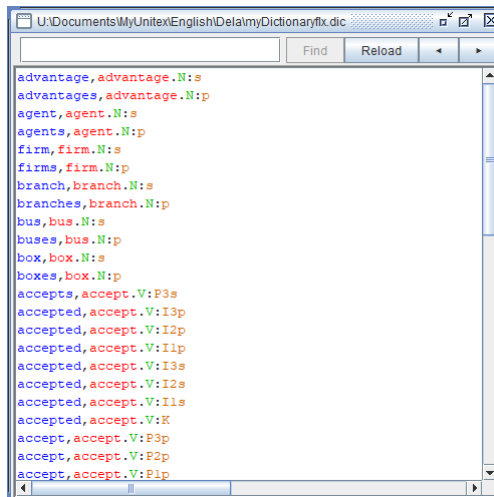 U:\Documents\MyUnitex\English\Dela\myDictionaryflx.dic
Find Reload
advantage,advantage.N:s
advantages,advantage.N:p
agent,agent.N:s
agents,agent.N:p
firm,firm.N:s
firms,firm.N:p
branch,branch.N:s
branches,branch.N:p
bus,bus.N:s
buses,bus.N:p
box,box.N:s
boxes,box.N:p
accepts,accept.V:P3s
accepted,accept.V:I3p
accepted,accept.V:I2p
accepted,accept.V:I1p
accepted,accept.V:I3s
accepted,accept.V:I2s
accepted,accept.V:I1s
accepted,accept.V:K
accept,accept.V:P3p
accept,accept.V:P2p
accept,accept.V:P1p